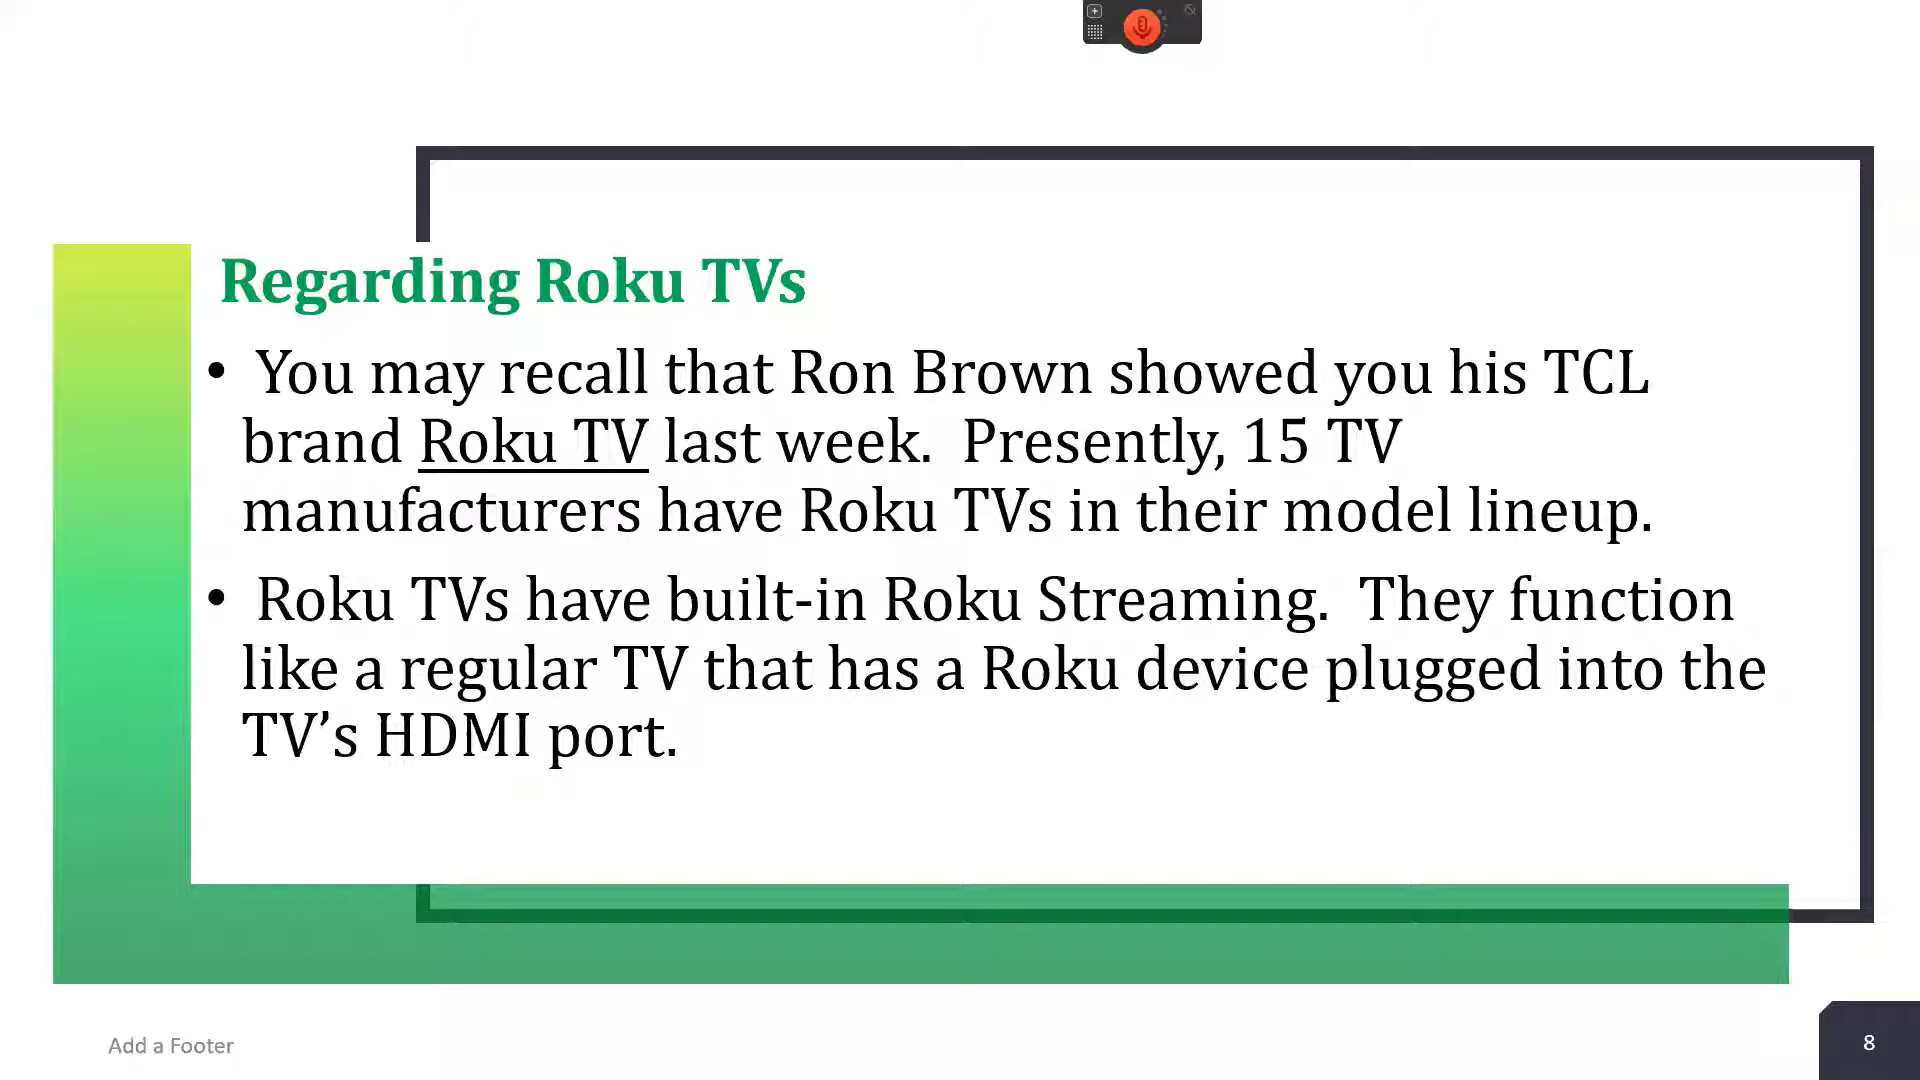 Regarding Roku TVs
• You may recall that Ron Brown showed you his TCL
brand Roku TV last week.  Presently, 15 TV
manufacturers have Roku TVs in their model lineup.
• Roku TVs have built-in Roku Streaming.  They function
like a regular TV that has a Roku device plugged into the
TV’s HDMI port.
Add a Footer
8